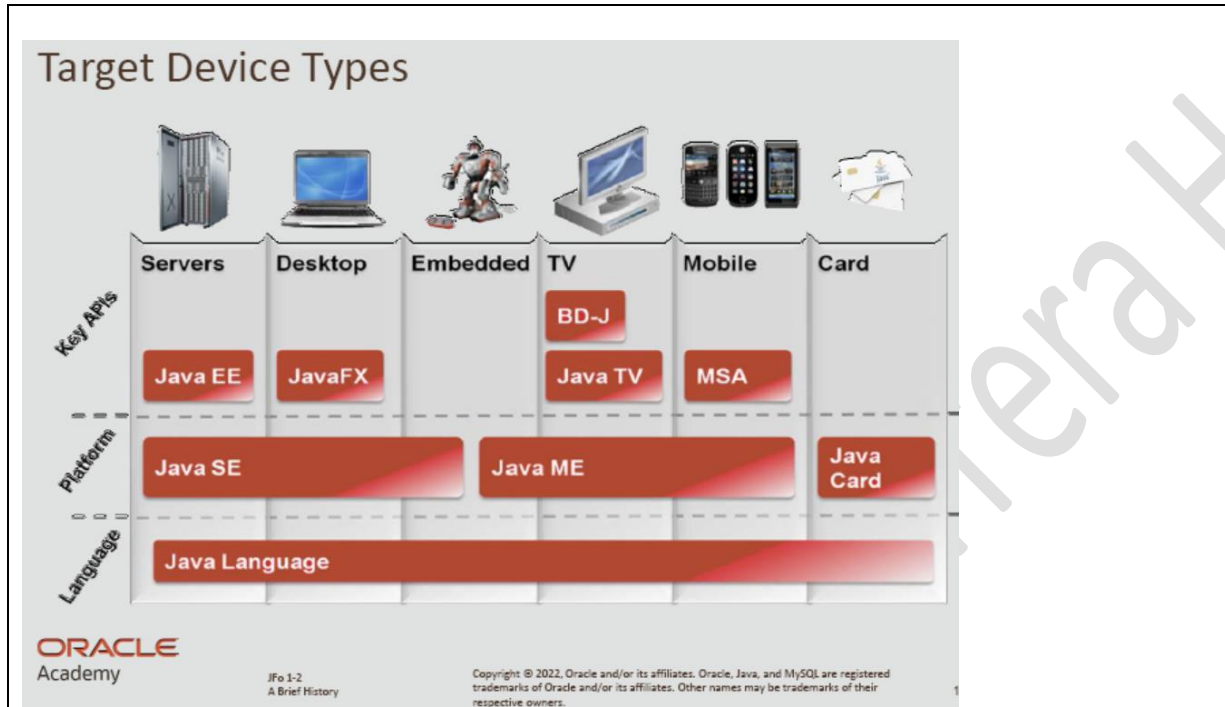 Target Device Types
Servers Desktop Embedded TV Mobile Card
Key APIs
BD-J
Java EE JavaFX Java TV MSA
Platform
Java SE Java ME Java Card
Language
Java Language
ORACLE
Academy
JFo 1-2
A Brief History
Copyright © 2022, Oracle and/or its affiliates. Oracle, Java, and MySQL are registered
trademarks of Oracle and/or its affiliates. Other names may be trademarks of their
respective owners.